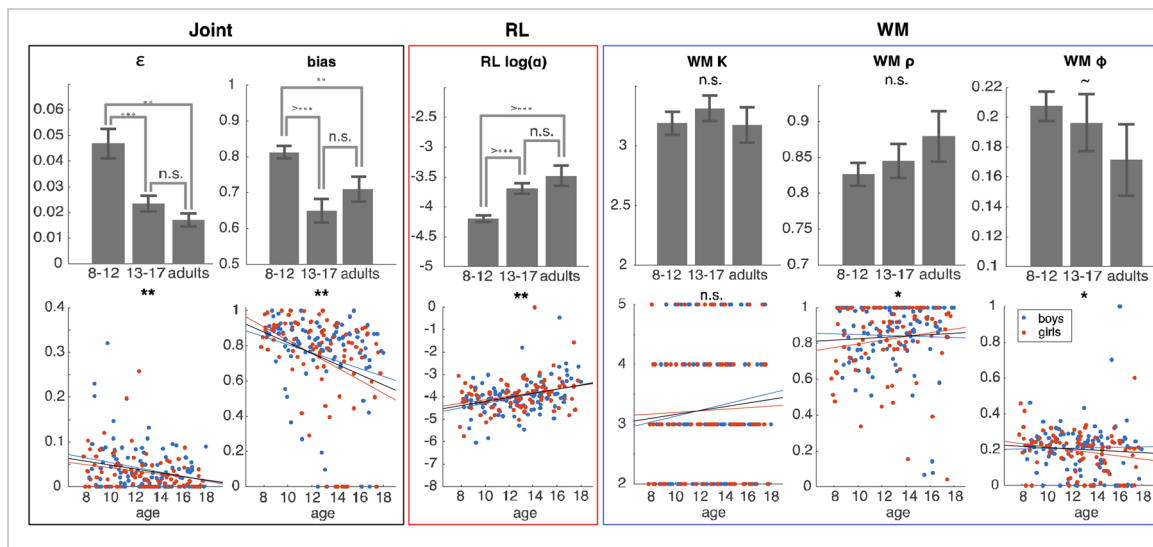 Joint RL WM
ε bias RL log(α) WM K WM ρ WM ϕ
n.s. n.s. ~
** ** >*** 
*** n.s. >*** n.s. >*** n.s.
0.06 0.05 0.04 0.03 0.02 0.01 0
1 0.9 0.8 0.7 0.6 0.5
-2.5 -3 -3.5 -4 -4.5 -5
3 2.5 2
0.9 0.85 0.8 0.75 0.7
0.22 0.2 0.18 0.16 0.14 0.12 0.1
8-12 13-17 adults 8-12 13-17 adults 8-12 13-17 adults 8-12 13-17 adults 8-12 13-17 adults 8-12 13-17 adults
** ** ** n.s. * *
0.4 0.3 0.2 0.1 0
1 0.8 0.6 0.4 0.2 0
0 -1 -2 -3 -4 -5 -6 -7 -8
5 4 3 2
1 0.8 0.6 0.4 0.2 0
1 0.8 0.6 0.4 0.2 0
boys
girls
8 10 12 14 16 18 8 10 12 14 16 18 8 10 12 14 16 18 8 10 12 14 16 18 8 10 12 14 16 18 8 10 12 14 16 18
age age age age age age